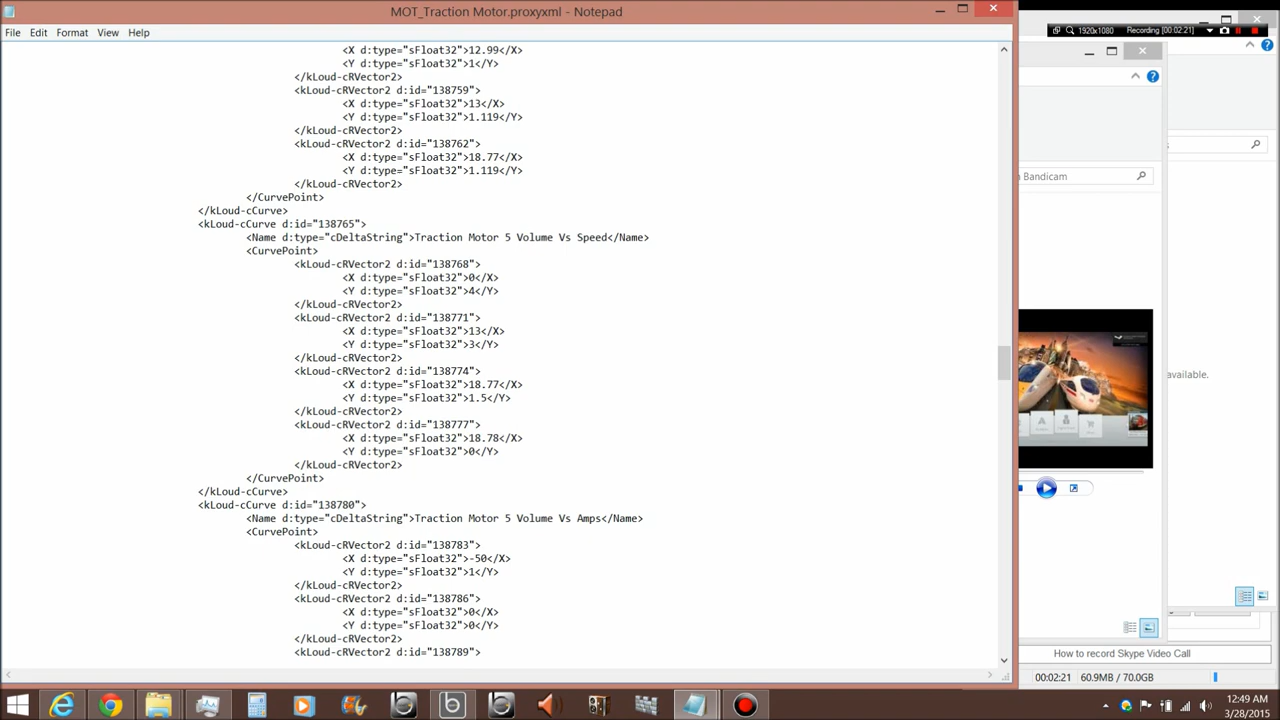 MOT_Traction Motor.proxyxml - Notepad
File Edit Format View Help
<X d:type="sFloat32">12.99</X>
<Y d:type="sFloat32">1</Y>
</kLoud-cRVector2>
<kLoud-cRVector2 d:id="138759">
<X d:type="sFloat32">13</X>
<Y d:type="sFloat32">1.119</Y>
</kLoud-cRVector2>
<kLoud-cRVector2 d:id="138762">
<X d:type="sFloat32">18.77</X>
<Y d:type="sFloat32">1.119</Y>
</kLoud-cRVector2>
</CurvePoint>
</kLoud-cCurve>
<kLoud-cCurve d:id="138765">
<Name d:type="cDeltaString">Traction Motor 5 Volume Vs Speed</Name>
<CurvePoint>
<kLoud-cRVector2 d:id="138768">
<X d:type="sFloat32">0</X>
<Y d:type="sFloat32">4</Y>
</kLoud-cRVector2>
<kLoud-cRVector2 d:id="138771">
<X d:type="sFloat32">13</X>
<Y d:type="sFloat32">3</Y>
</kLoud-cRVector2>
<kLoud-cRVector2 d:id="138774">
<X d:type="sFloat32">18.77</X>
<Y d:type="sFloat32">1.5</Y>
</kLoud-cRVector2>
<kLoud-cRVector2 d:id="138777">
<X d:type="sFloat32">18.78</X>
<Y d:type="sFloat32">0</Y>
</kLoud-cRVector2>
</CurvePoint>
</kLoud-cCurve>
<kLoud-cCurve d:id="138780">
<Name d:type="cDeltaString">Traction Motor 5 Volume Vs Amps</Name>
<CurvePoint>
<kLoud-cRVector2 d:id="138783">
<X d:type="sFloat32">-50</X>
<Y d:type="sFloat32">1</Y>
</kLoud-cRVector2>
<kLoud-cRVector2 d:id="138786">
<X d:type="sFloat32">0</X>
<Y d:type="sFloat32">0</Y>
</kLoud-cRVector2>
<kLoud-cRVector2 d:id="138789">
1920x1080 Recording [00:02:21]
Bandicam
available.
How to record Skype Video Call
00:02:21 60.9MB / 70.0GB
12:49 AM
3/28/2015